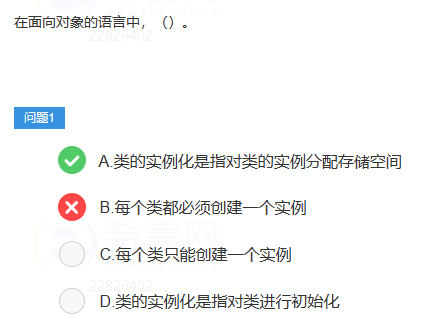 在面向对象的语言中，（）。
22826402
问题1
A.类的实例化是指对类的实例分配存储空间
B.每个类都必须创建一个实例
C.每个类只能创建一个实例
希赛网
22826402
D.类的实例化是指对类进行初始化